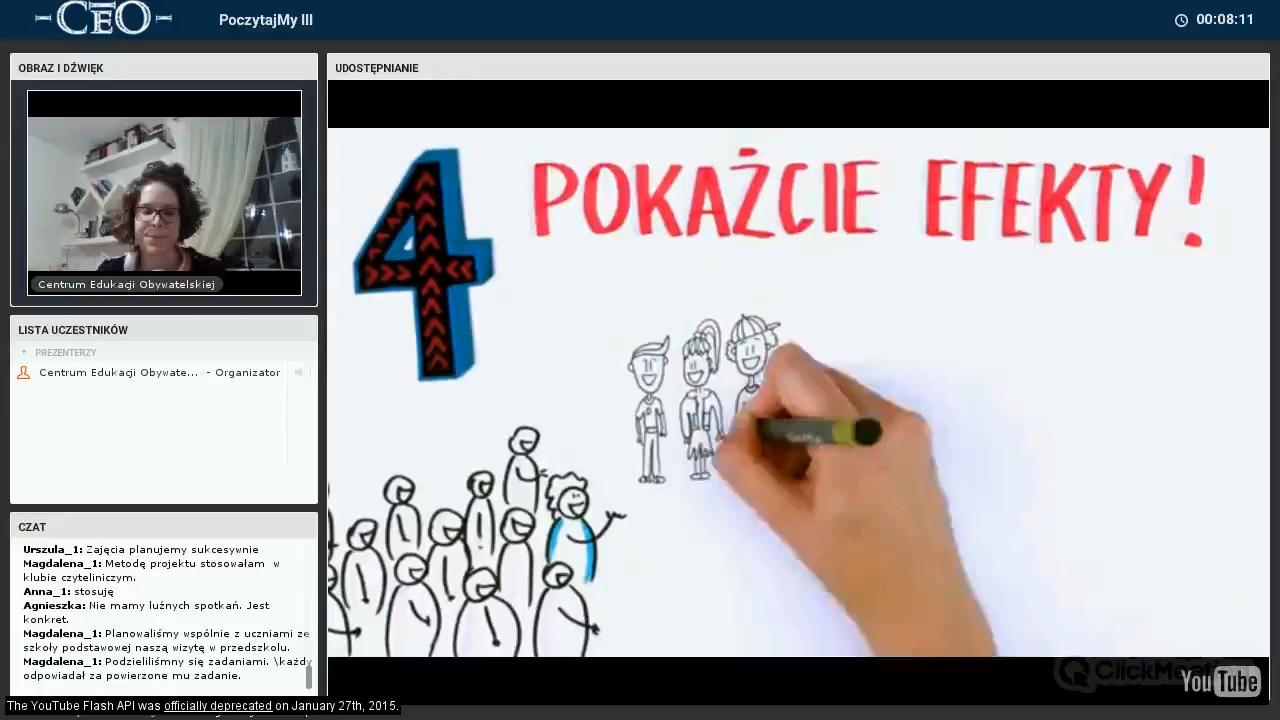 CEO
PoczytajMy III
00:08:11
OBRAZ I DŹWIĘK
Centrum Edukacji Obywatelskiej
LISTA UCZESTNIKÓW
PREZENTERZY
Centrum Edukacji Obywate... - Organizator
CZAT
Urszula_1: Zajęcia planujemy sukcesywnie
Magdalena_1: Metodę projektu stosowałam w
klubie czyteliniczym.
Anna_1: stosuję
Agnieszka: Nie mamy luźnych spotkań. Jest
konkret.
Magdalena_1: Planowaliśmy wspólnie z uczniami ze
szkoły podstawowej naszą wizytę w przedszkolu.
Magdalena_1: Podzieliliśmny się zadaniami. \każdy
odpowiadał za powierzone mu zadanie.
UDOSTĘPNIANIE
4 POKAŻCIE EFEKTY!
ClickMeeting
YouTube
The YouTube Flash API was officially deprecated on January 27th, 2015.